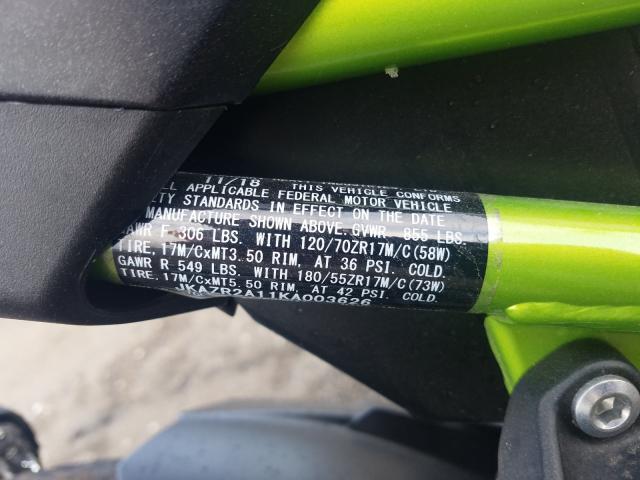 11/18 THIS VEHICLE CONFORMS
ALL APPLICABLE FEDERAL MOTOR VEHICLE
STANDARDS IN EFFECT ON THE DATE
MANUFACTURE SHOWN ABOVE. GVWR 855 LBS.
GAWR F 306 LBS. WITH 120/70ZR17M/C(58W)
TIRE, 17M/CxMT3.50 RIM, AT 36 PSI. COLD.
GAWR R 549 LBS. WITH 180/55ZR17M/C(73W)
TIRE, 17M/CxMT5.50 RIM, AT 42 PSI. COLD.
JKAZR2A11KA003626